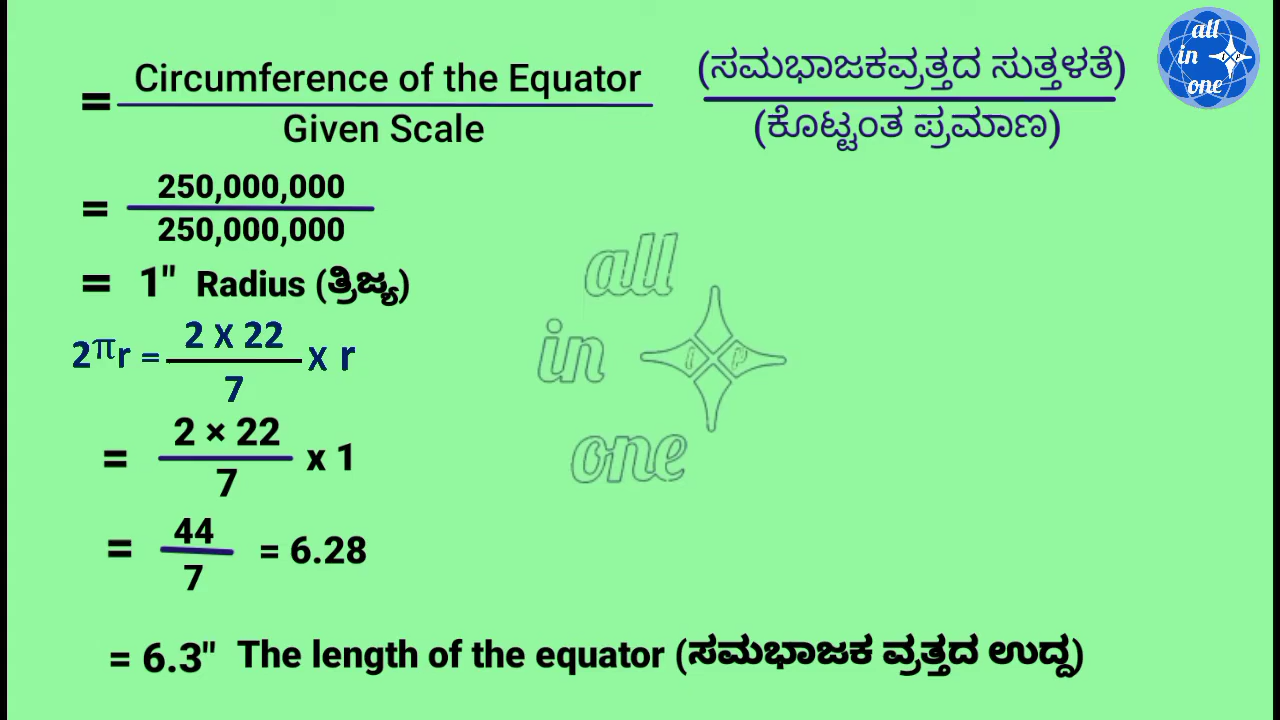 = Circumference of the Equator / Given Scale (ಸಮಭಾಜಕವ್ರತ್ತದ ಸುತ್ತಳತೆ) / (ಕೊಟ್ಟಂತ ಪ್ರಮಾಣ)
all
in
one
= 250,000,000 / 250,000,000
= 1" Radius (ತ್ರಿಜ್ಯ)
2πr = 2 X 22 / 7 X r
= 2 × 22 / 7 x 1
= 44 / 7 = 6.28
all
in
one
= 6.3" The length of the equator (ಸಮಭಾಜಕ ವ್ರತ್ತದ ಉದ್ದ)